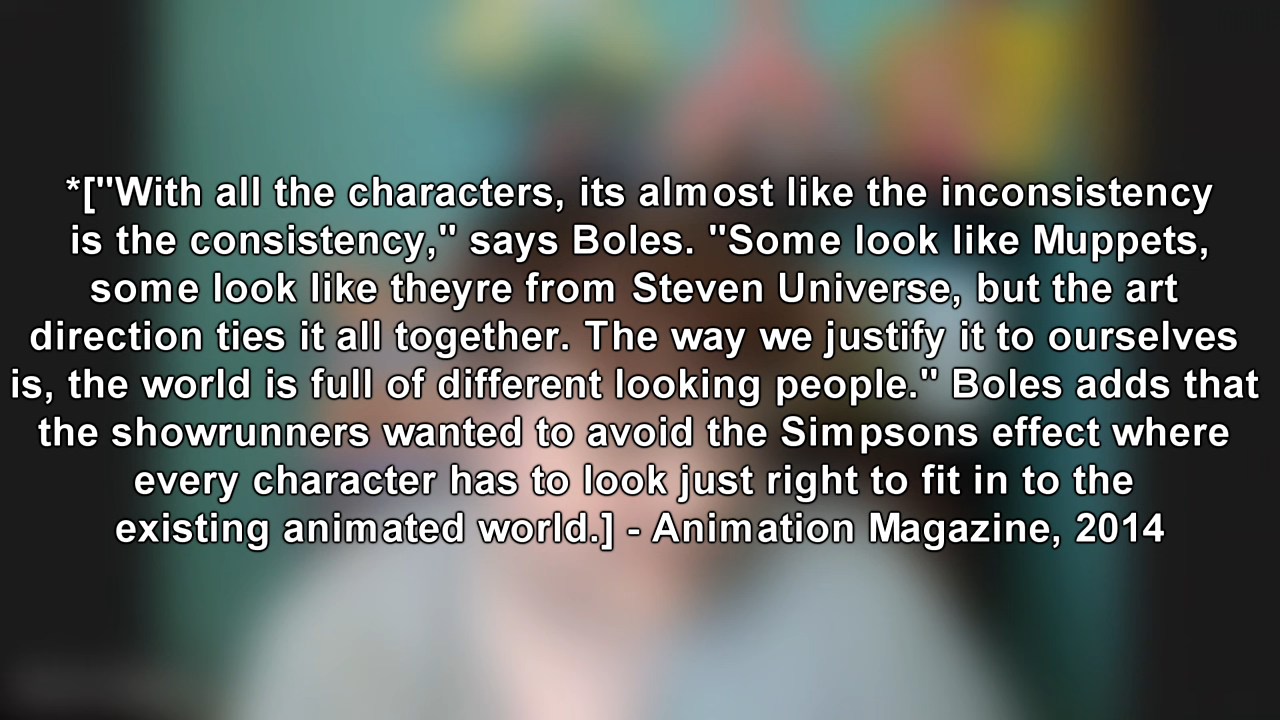 *["With all the characters, its almost like the inconsistency
is the consistency," says Boles. "Some look like Muppets,
some look like theyre from Steven Universe, but the art
direction ties it all together. The way we justify it to ourselves
is, the world is full of different looking people." Boles adds that
the showrunners wanted to avoid the Simpsons effect where
every character has to look just right to fit in to the
existing animated world.] - Animation Magazine, 2014